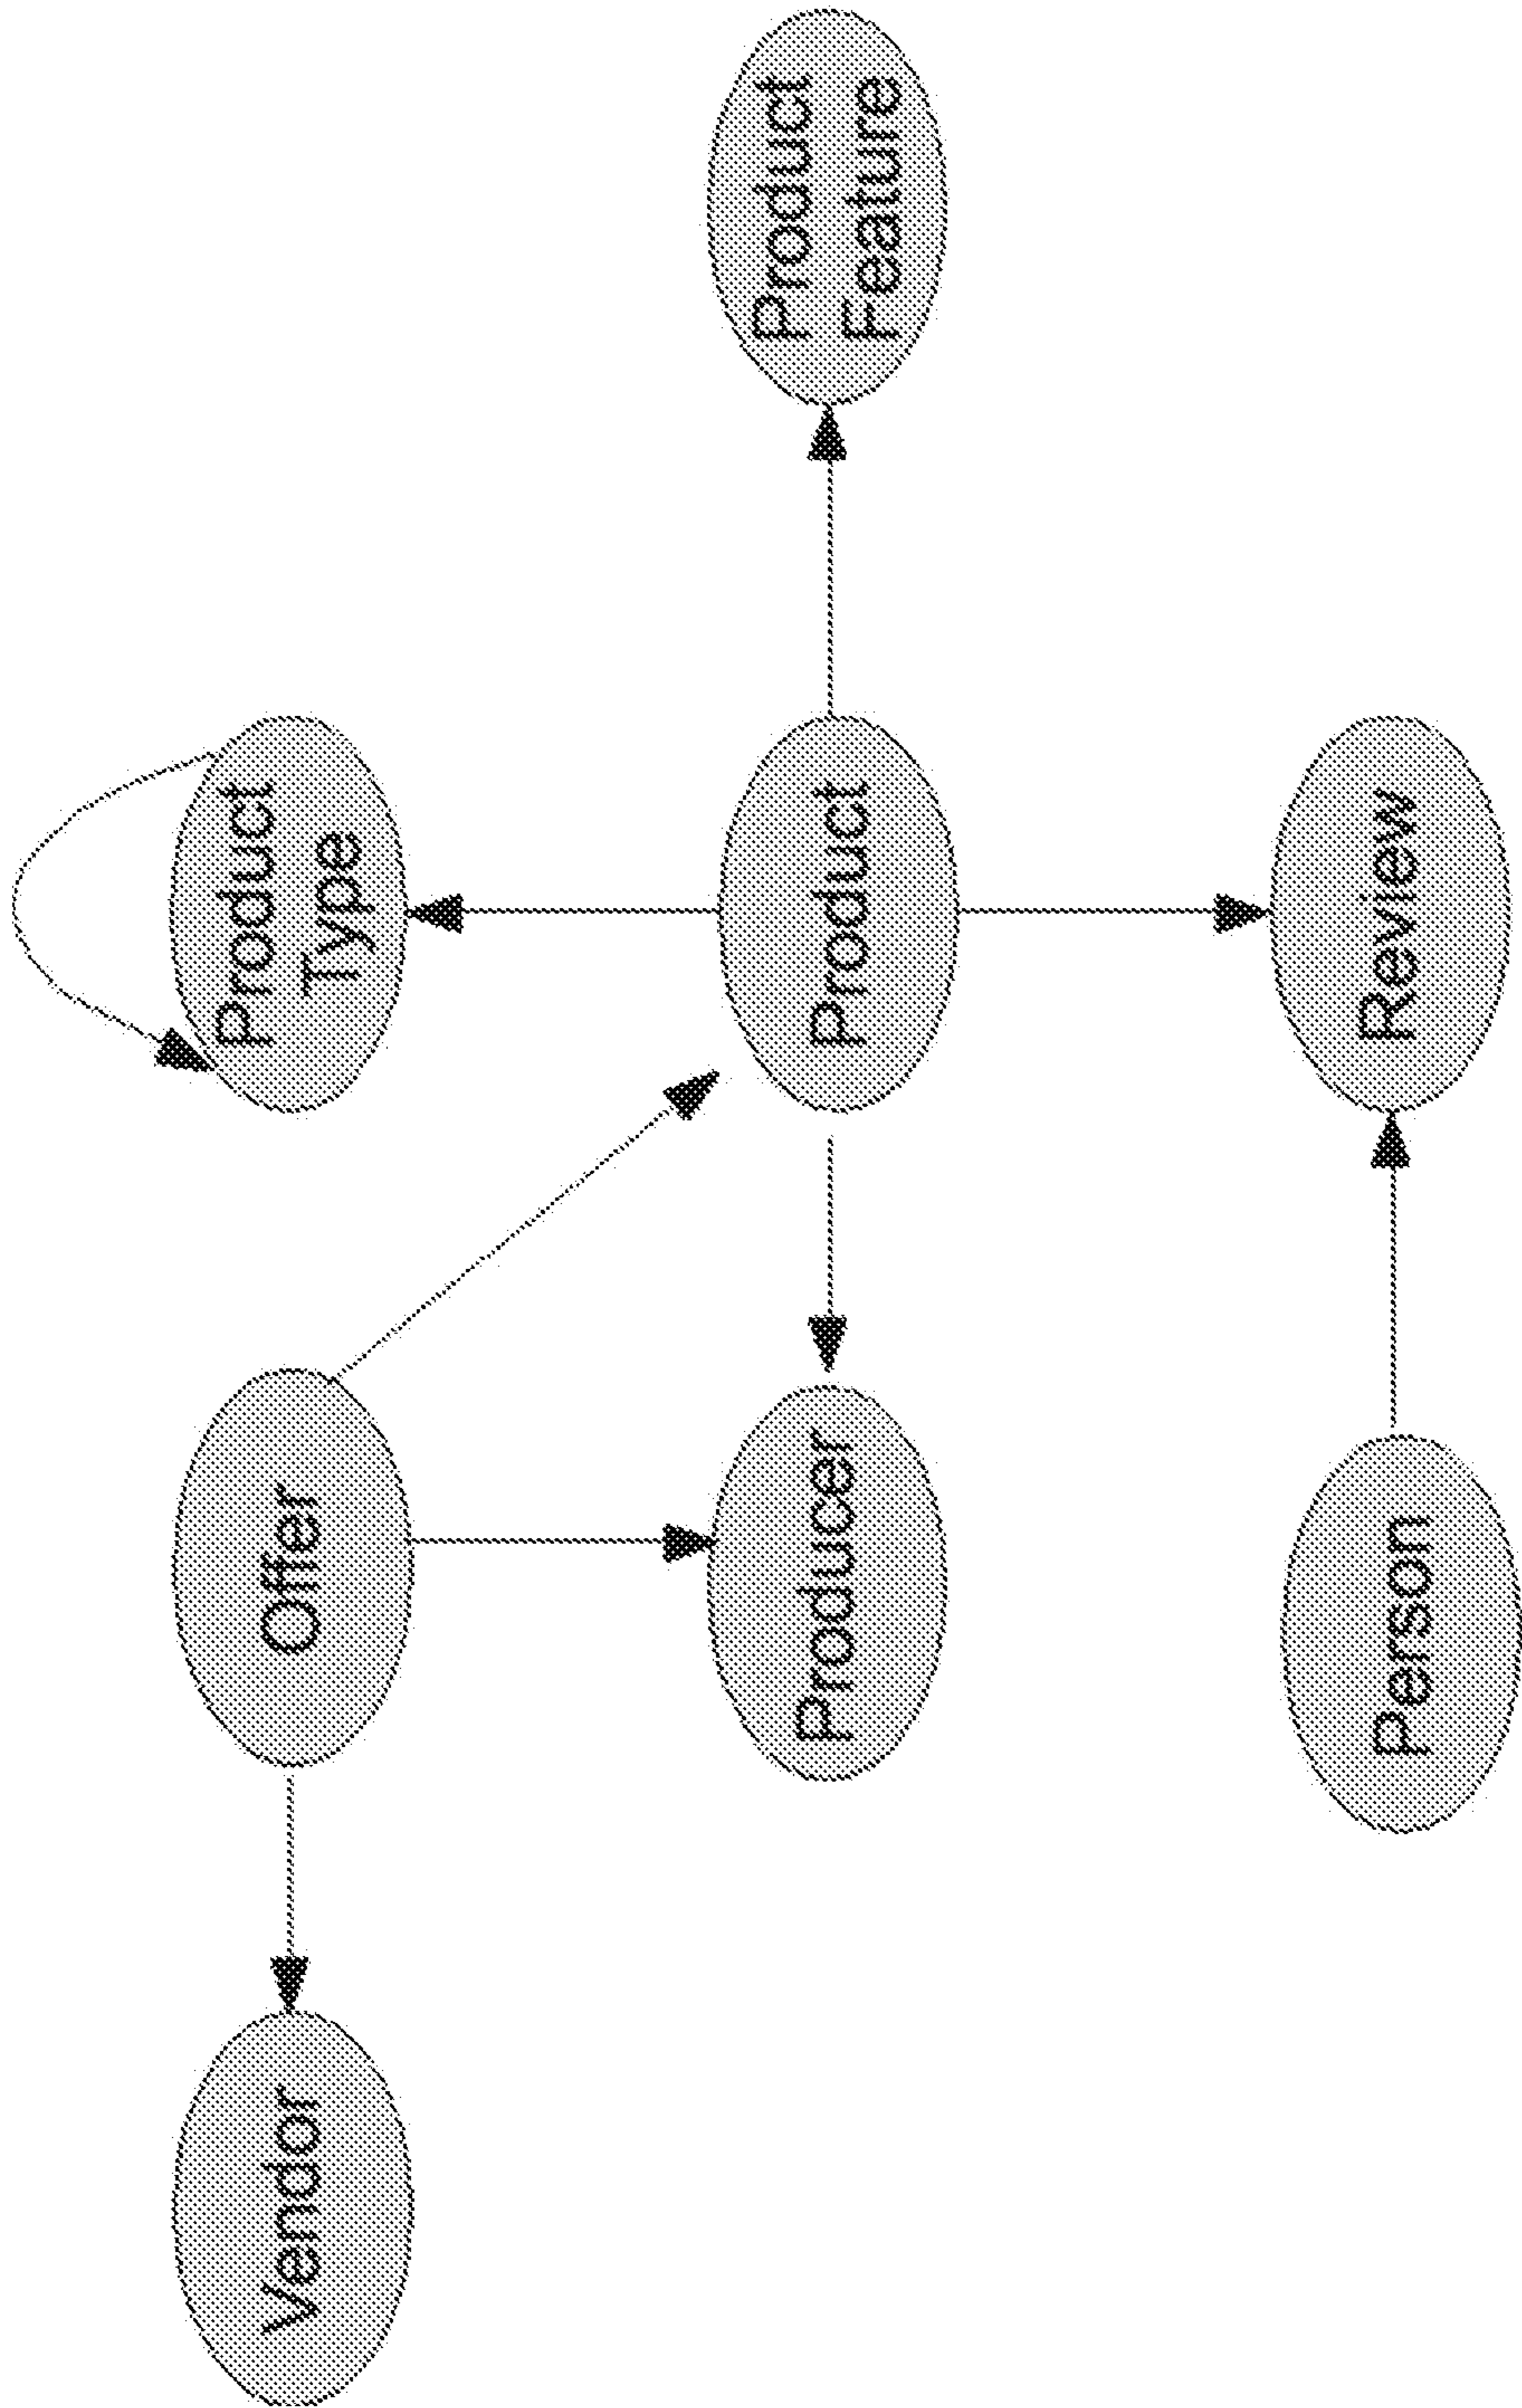 Vendor
Offer
Product
Type
Producer
Product
Product
Feature
Person
Review